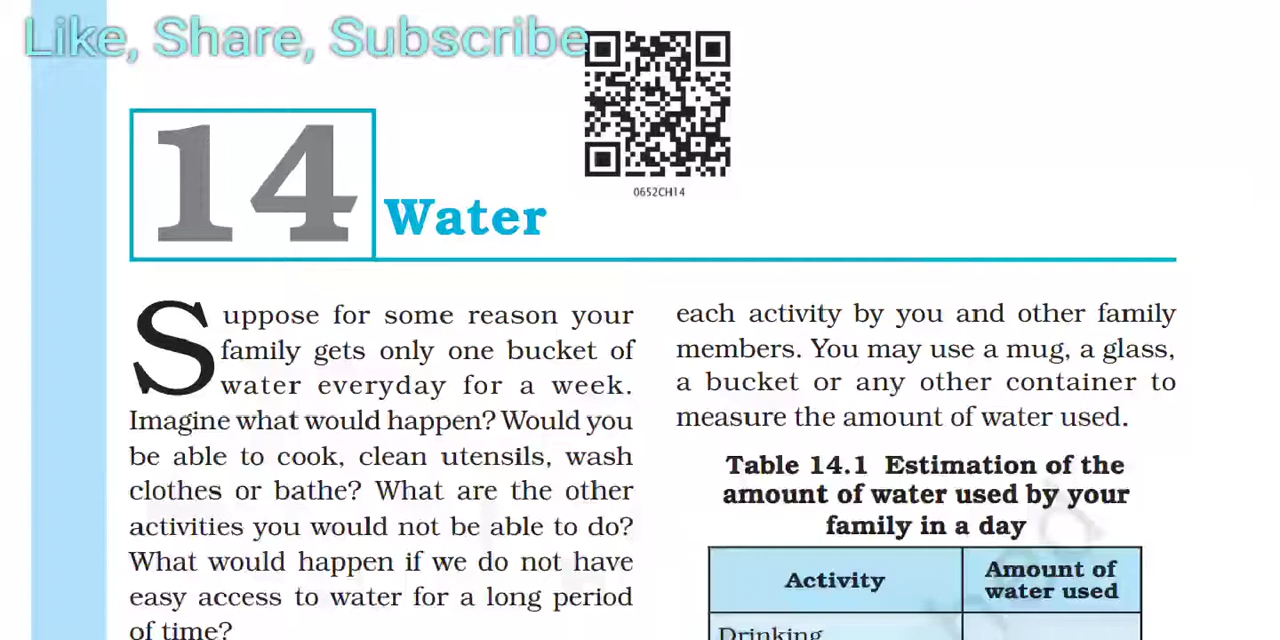 Like, Share, Subscribe
0652CH14
14
Water
Suppose for some reason your
family gets only one bucket of
water everyday for a week.
Imagine what would happen? Would you
be able to cook, clean utensils, wash
clothes or bathe? What are the other
activities you would not be able to do?
What would happen if we do not have
easy access to water for a long period
of time?
each activity by you and other family
members. You may use a mug, a glass,
a bucket or any other container to
measure the amount of water used.
Table 14.1 Estimation of the
amount of water used by your
family in a day
Activity
Amount of
water used
Drinking